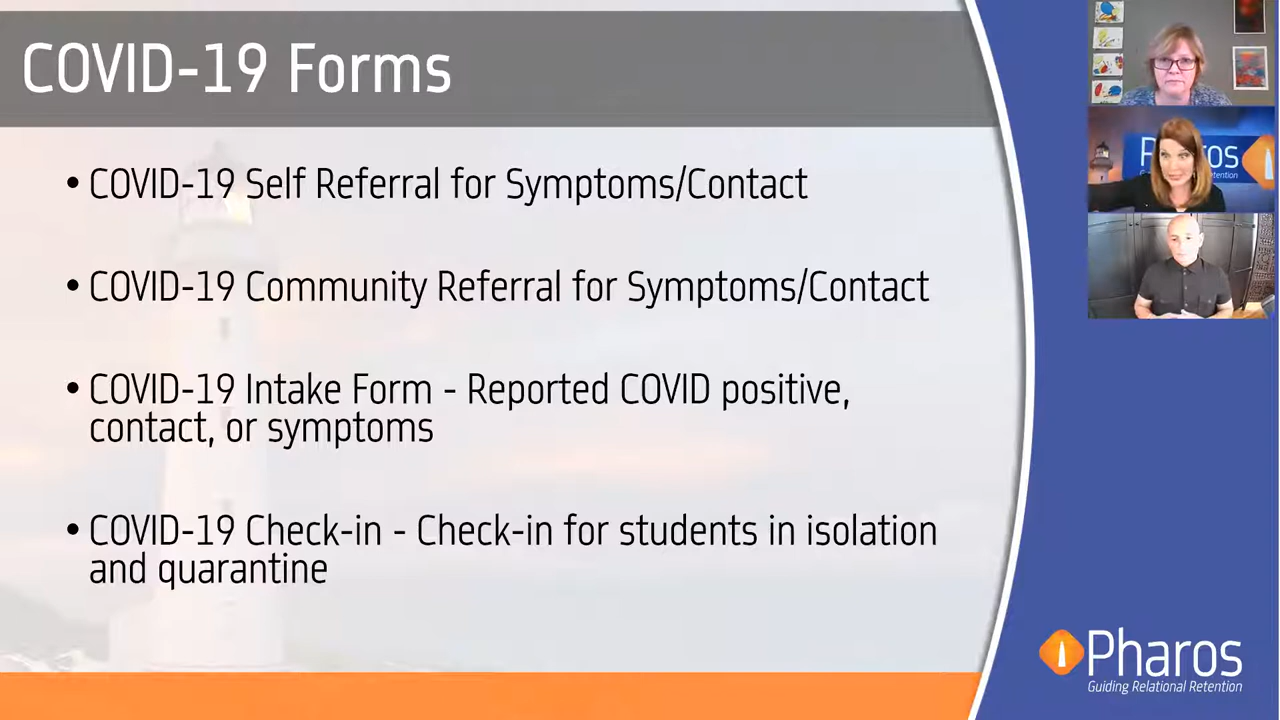 COVID-19 Forms
• COVID-19 Self Referral for Symptoms/Contact
• COVID-19 Community Referral for Symptoms/Contact
• COVID-19 Intake Form - Reported COVID positive,
contact, or symptoms
• COVID-19 Check-in - Check-in for students in isolation
and quarantine
Pharos
Guiding Relational Retention